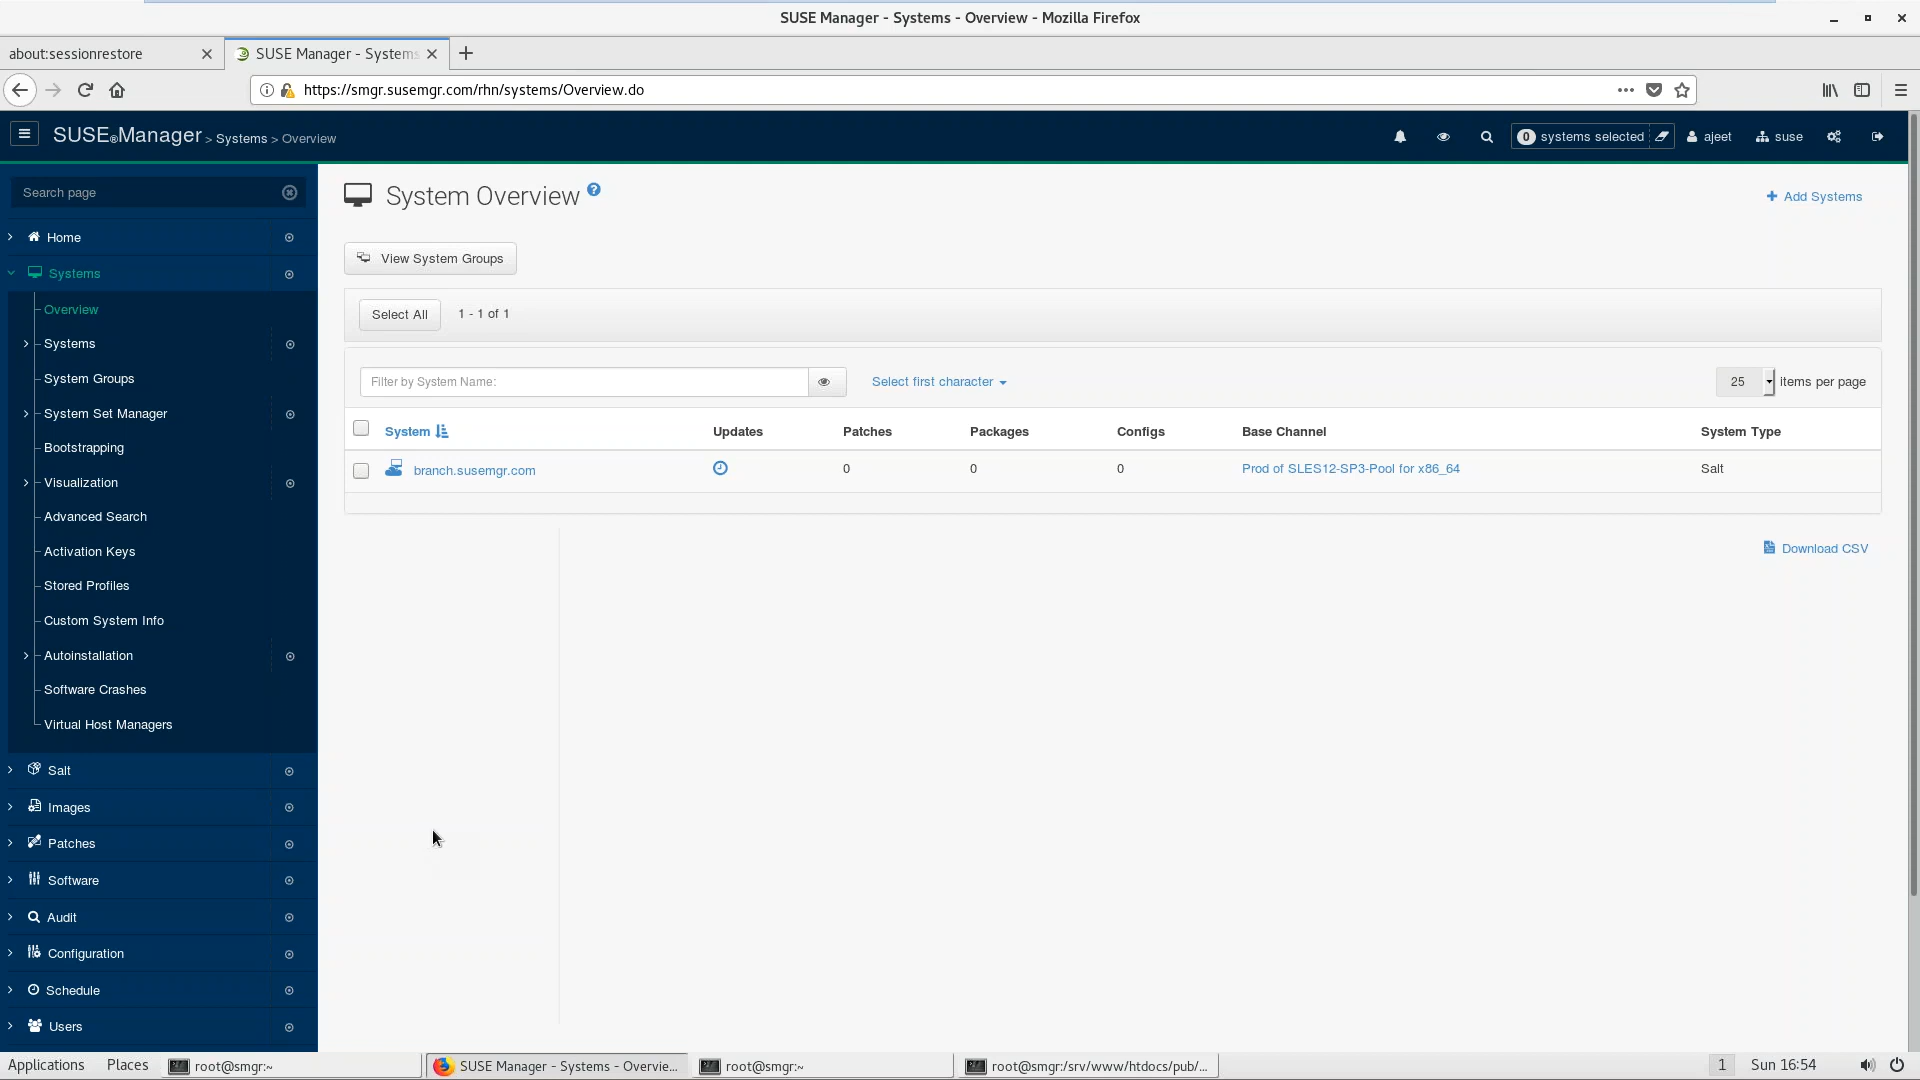 SUSE Manager - Systems - Overview - Mozilla Firefox
about:sessionrestore
SUSE Manager - Systems
https://smgr.susemgr.com/rhn/systems/Overview.do
SUSE®Manager > Systems > Overview
0 systems selected
ajeet
suse
Search page
Home
Systems
Overview
Systems
System Groups
System Set Manager
Bootstrapping
Visualization
Advanced Search
Activation Keys
Stored Profiles
Custom System Info
Autoinstallation
Software Crashes
Virtual Host Managers
Salt
Images
Patches
Software
Audit
Configuration
Schedule
Users
System Overview
Add Systems
View System Groups
Select All 1 - 1 of 1
Filter by System Name:
Select first character
25 items per page
System Updates Patches Packages Configs Base Channel System Type
branch.susemgr.com 0 0 0 Prod of SLES12-SP3-Pool for x86_64 Salt
Download CSV
Applications Places root@smgr:~ SUSE Manager - Systems - Overvie... root@smgr:~ root@smgr:/srv/www/htdocs/pub/... 1 Sun 16:54